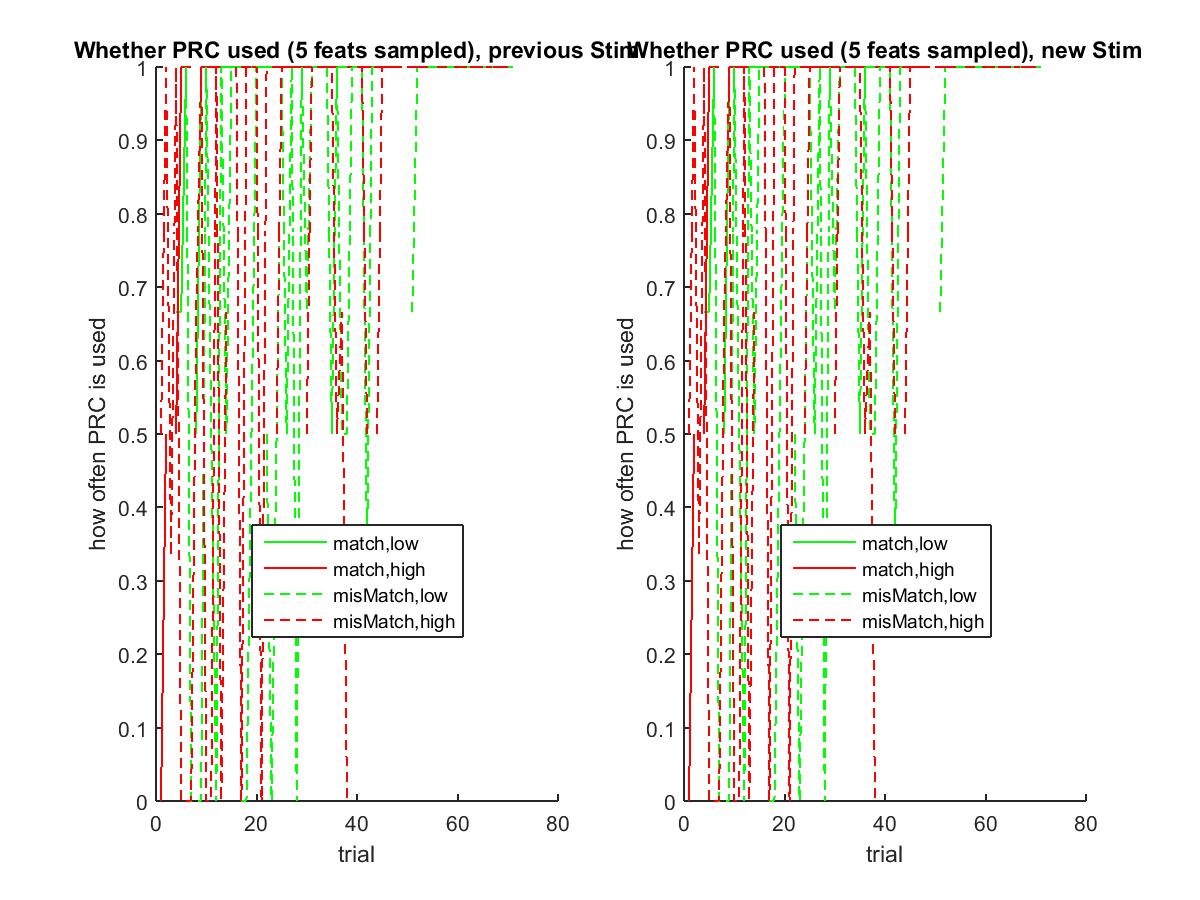 Whether PRC used (5 feats sampled), previous Stim
Whether PRC used (5 feats sampled), new Stim
1
0.9
0.8
0.7
0.6
0.5
0.4
0.3
0.2
0.1
0
how often PRC is used
match,low
match,high
misMatch,low
misMatch,high
0 20 40 60 80
trial
1
0.9
0.8
0.7
0.6
0.5
0.4
0.3
0.2
0.1
0
how often PRC is used
match,low
match,high
misMatch,low
misMatch,high
0 20 40 60 80
trial